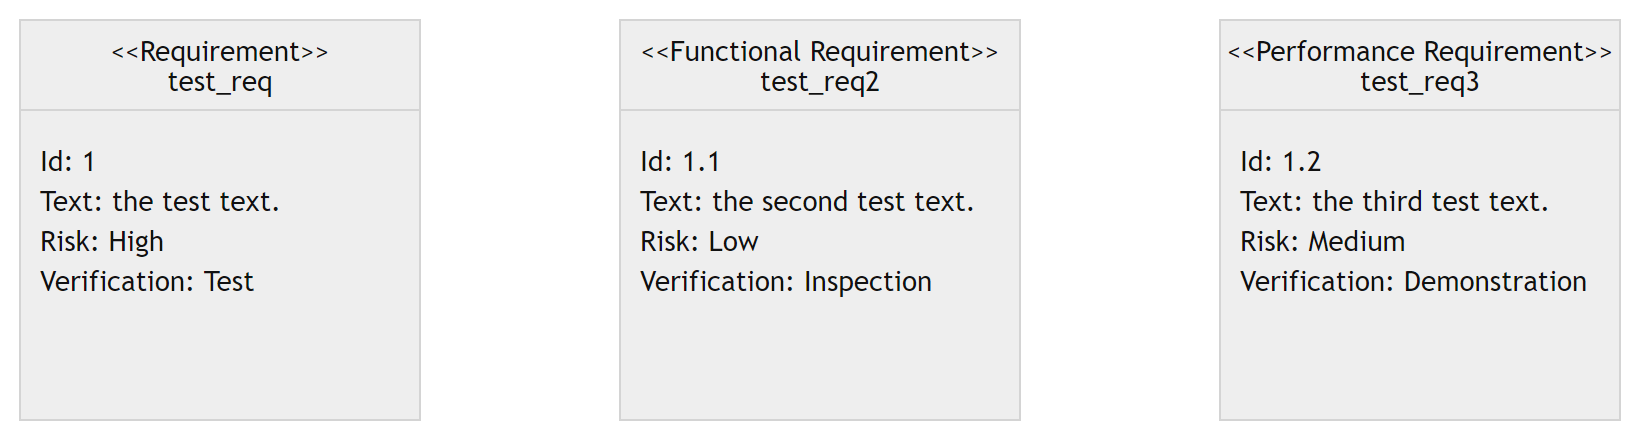 <<Requirement>>
test_req
Id: 1
Text: the test text.
Risk: High
Verification: Test
<<Functional Requirement>>
test_req2
Id: 1.1
Text: the second test text.
Risk: Low
Verification: Inspection
<<Performance Requirement>>
test_req3
Id: 1.2
Text: the third test text.
Risk: Medium
Verification: Demonstration